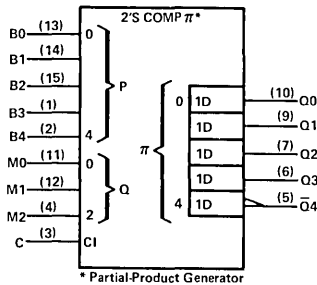 2'S COMP π*
B0 (13) 0
B1 (14)
B2 (15) P
B3 (1)
B4 (2) 4
M0 (11) 0
M1 (12) Q
M2 (4) 2
C (3) CI
π
0 1D (10) Q0
1D (9) Q1
1D (7) Q2
1D (6) Q3
4 1D (5) Q̅4
* Partial-Product Generator